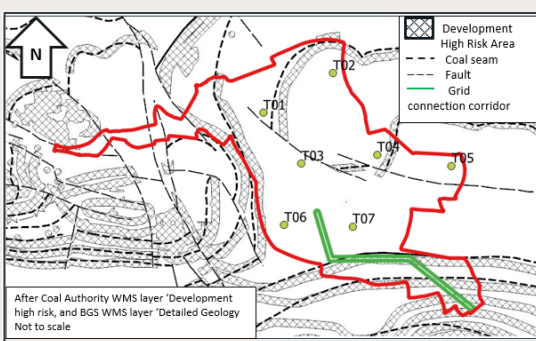 N
Development
High Risk Area
Coal seam
Fault
Grid
connection corridor
T02
T01
T04
T03
T05
T06
T07
After Coal Authority WMS layer 'Development
high risk, and BGS WMS layer 'Detailed Geology
Not to scale